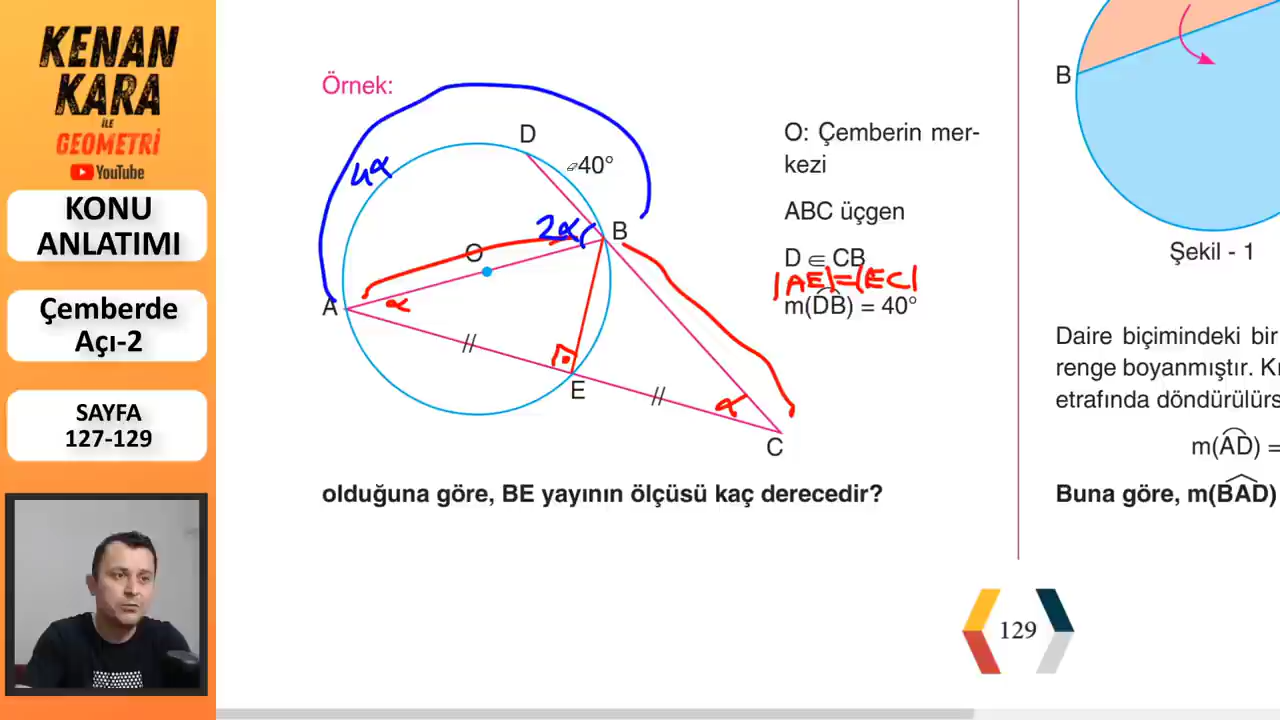 KENAN
KARA
İLE
GEOMETRİ
YouTube
KONU
ANLATIMI
Çemberde
Açı-2
SAYFA
127-129
Örnek:
D
40°
4α
2α
B
O
A
α
E
α
C
O: Çemberin mer-
kezi
ABC üçgen
D ∈ CB
|AE|=|EC|
m(DB) = 40°
olduğuna göre, BE yayının ölçüsü kaç derecedir?
B
Şekil - 1
Daire biçimindeki bir
renge boyanmıştır.
etrafında döndürülürs
m(AD) =
Buna göre, m(BAD)
129